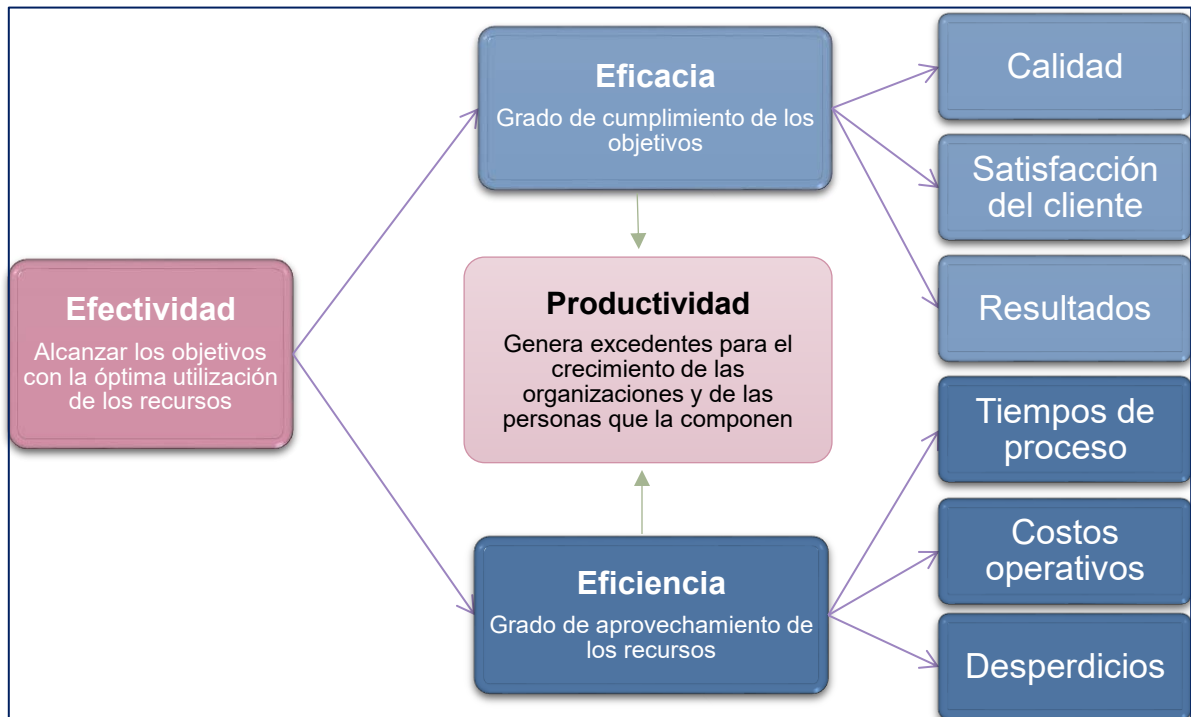 Efectividad
Alcanzar los objetivos
con la óptima utilización
de los recursos
Eficacia
Grado de cumplimiento de los
objetivos
Productividad
Genera excedentes para el
crecimiento de las
organizaciones y de las
personas que la componen
Eficiencia
Grado de aprovechamiento de
los recursos
Calidad
Satisfacción
del cliente
Resultados
Tiempos de
proceso
Costos
operativos
Desperdicios